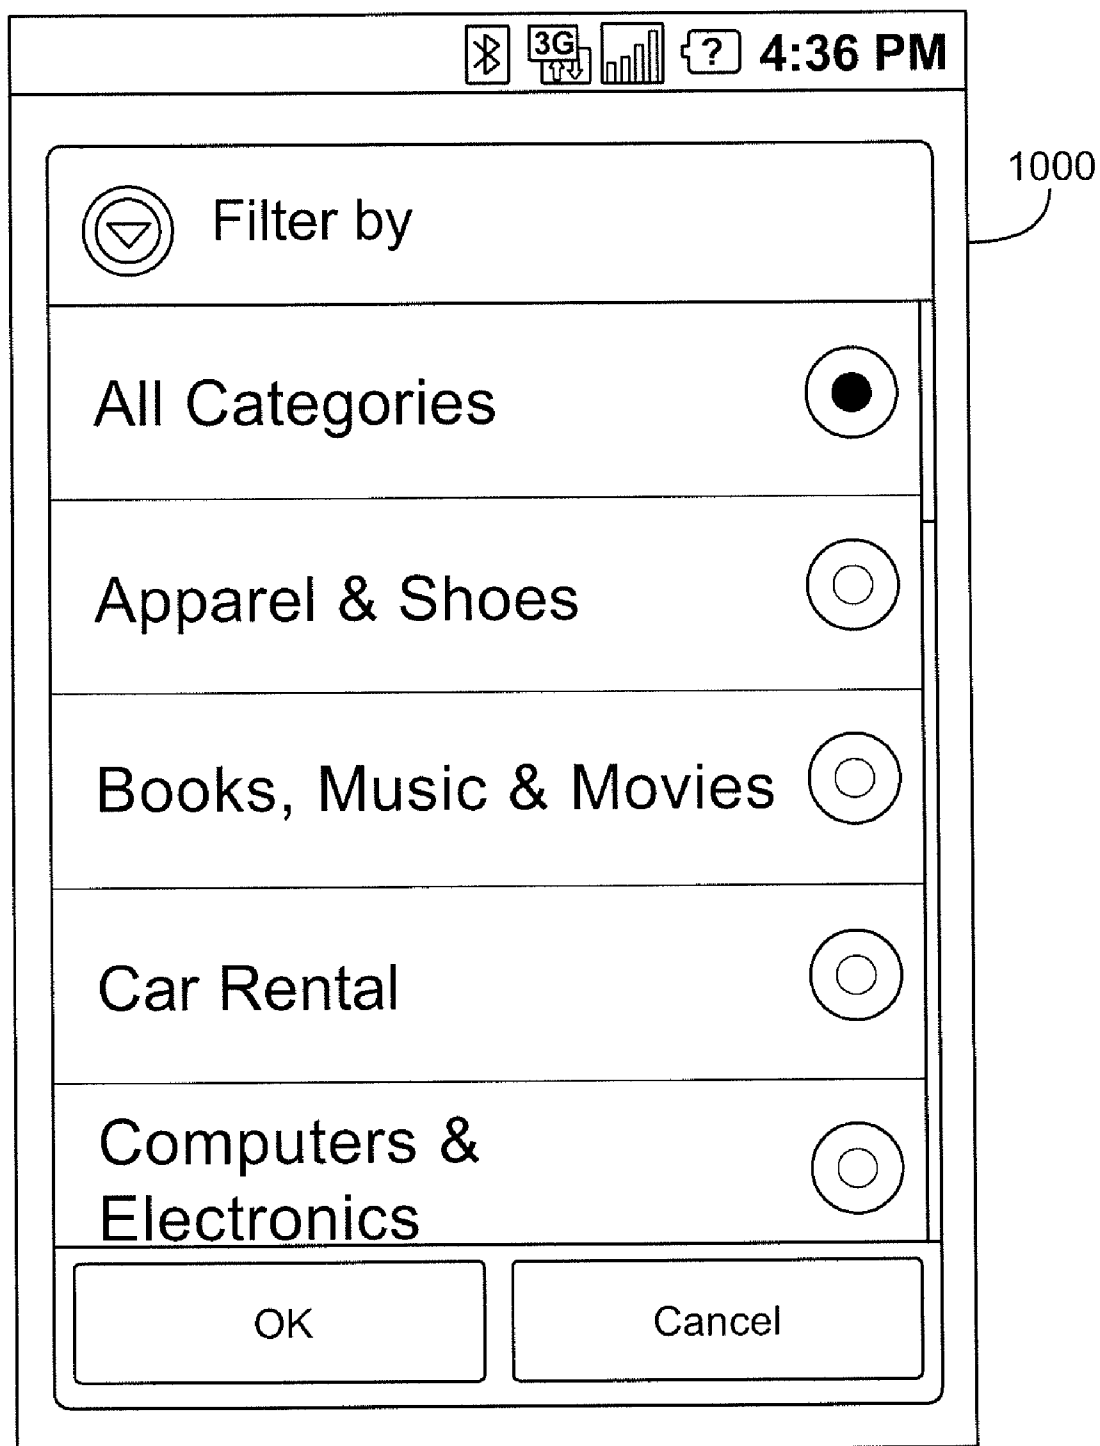 3G ? 4:36 PM
1000
Filter by
All Categories
Apparel & Shoes
Books, Music & Movies
Car Rental
Computers &
Electronics
OK Cancel